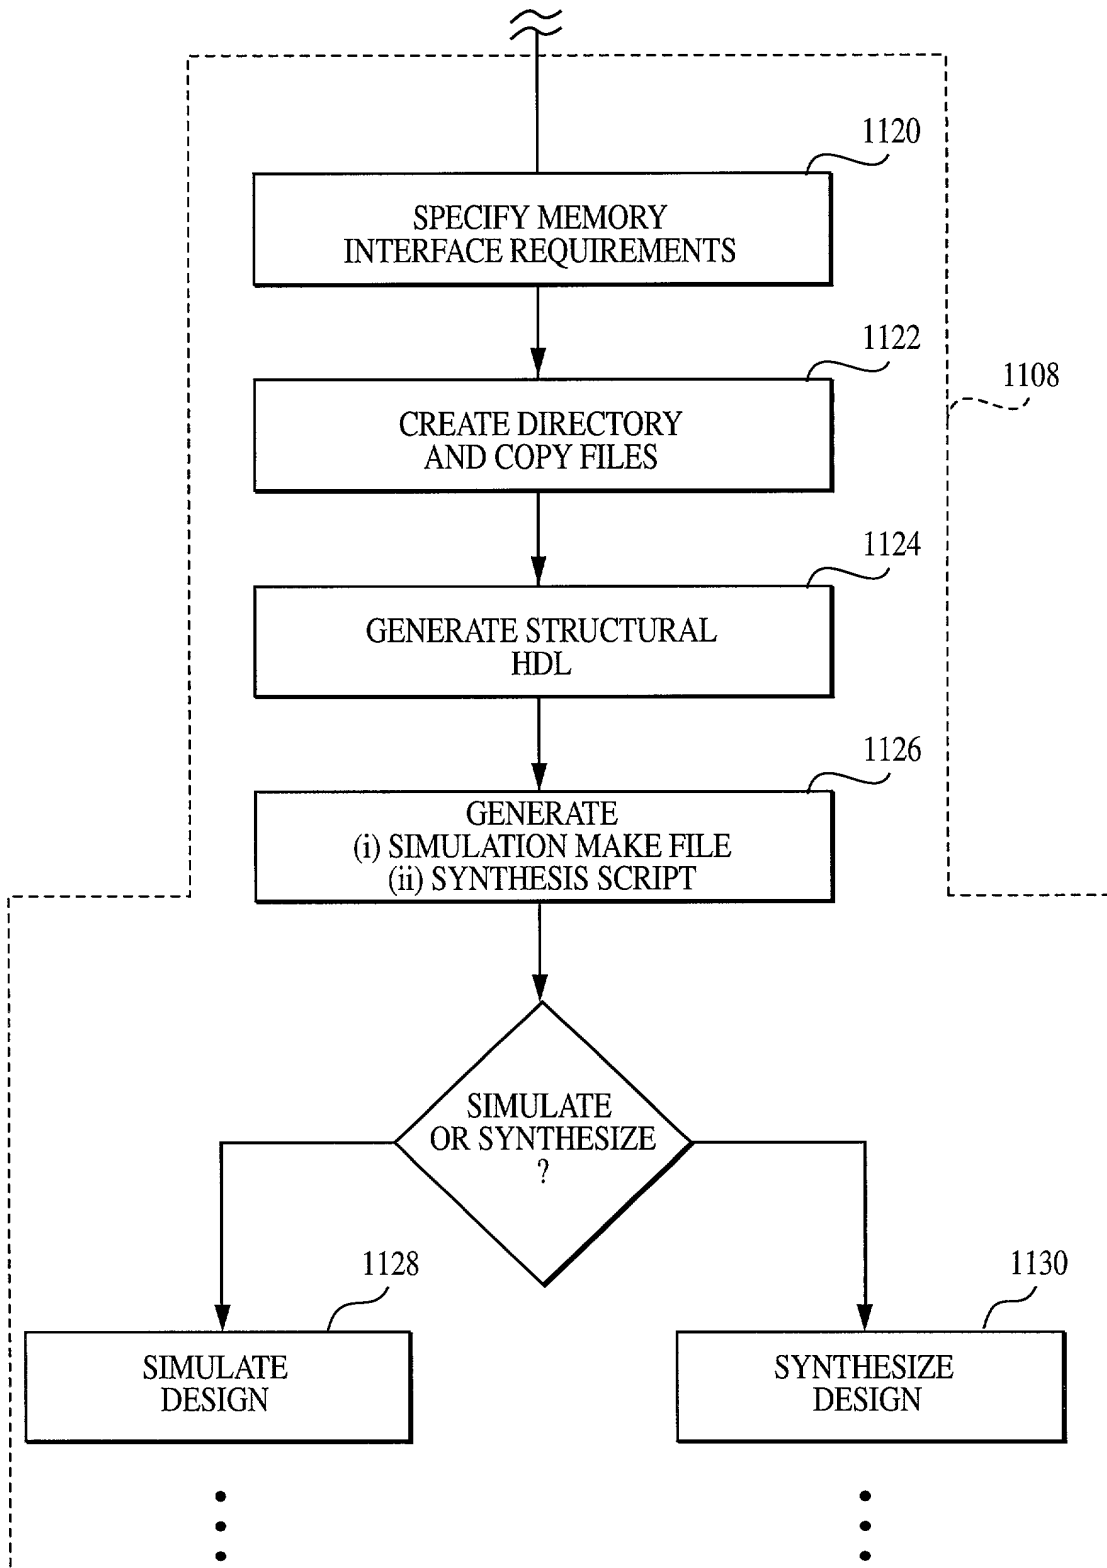 1120
SPECIFY MEMORY
INTERFACE REQUIREMENTS
1122
1108
CREATE DIRECTORY
AND COPY FILES
1124
GENERATE STRUCTURAL
HDL
1126
GENERATE
(i) SIMULATION MAKE FILE
(ii) SYNTHESIS SCRIPT
SIMULATE
OR SYNTHESIZE
?
1128
1130
SIMULATE
DESIGN
SYNTHESIZE
DESIGN